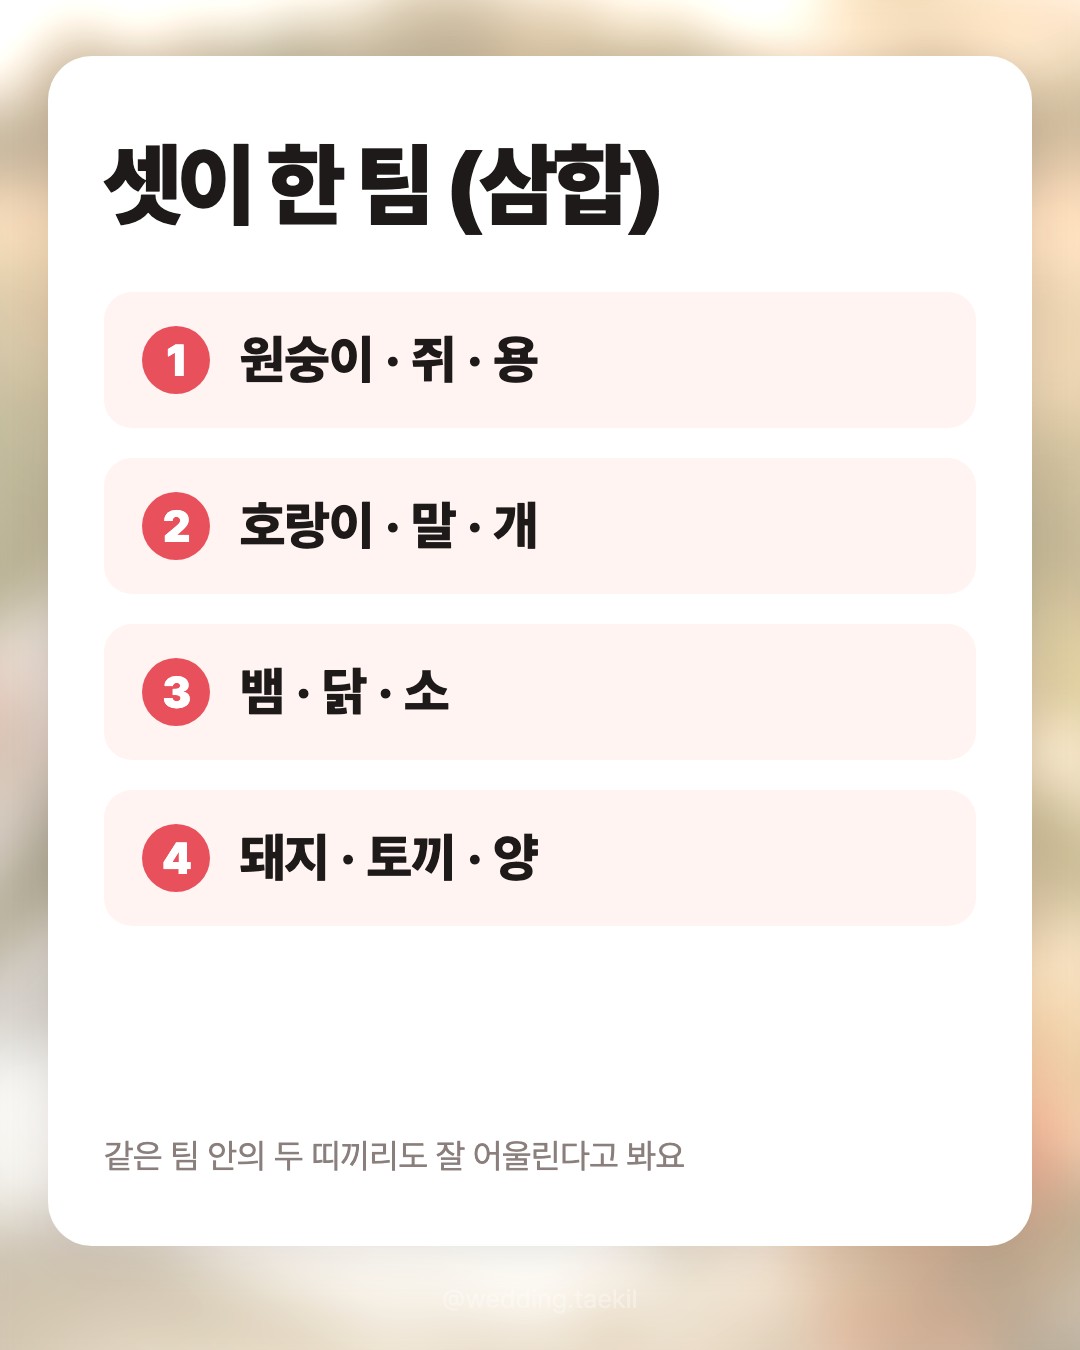 셋이 한 팀 (삼합)
1 원숭이 · 쥐 · 용
2 호랑이 · 말 · 개
3 뱀 · 닭 · 소
4 돼지 · 토끼 · 양
같은 팀 안의 두 띠끼리도 잘 어울린다고 봐요
@wedding.taekil